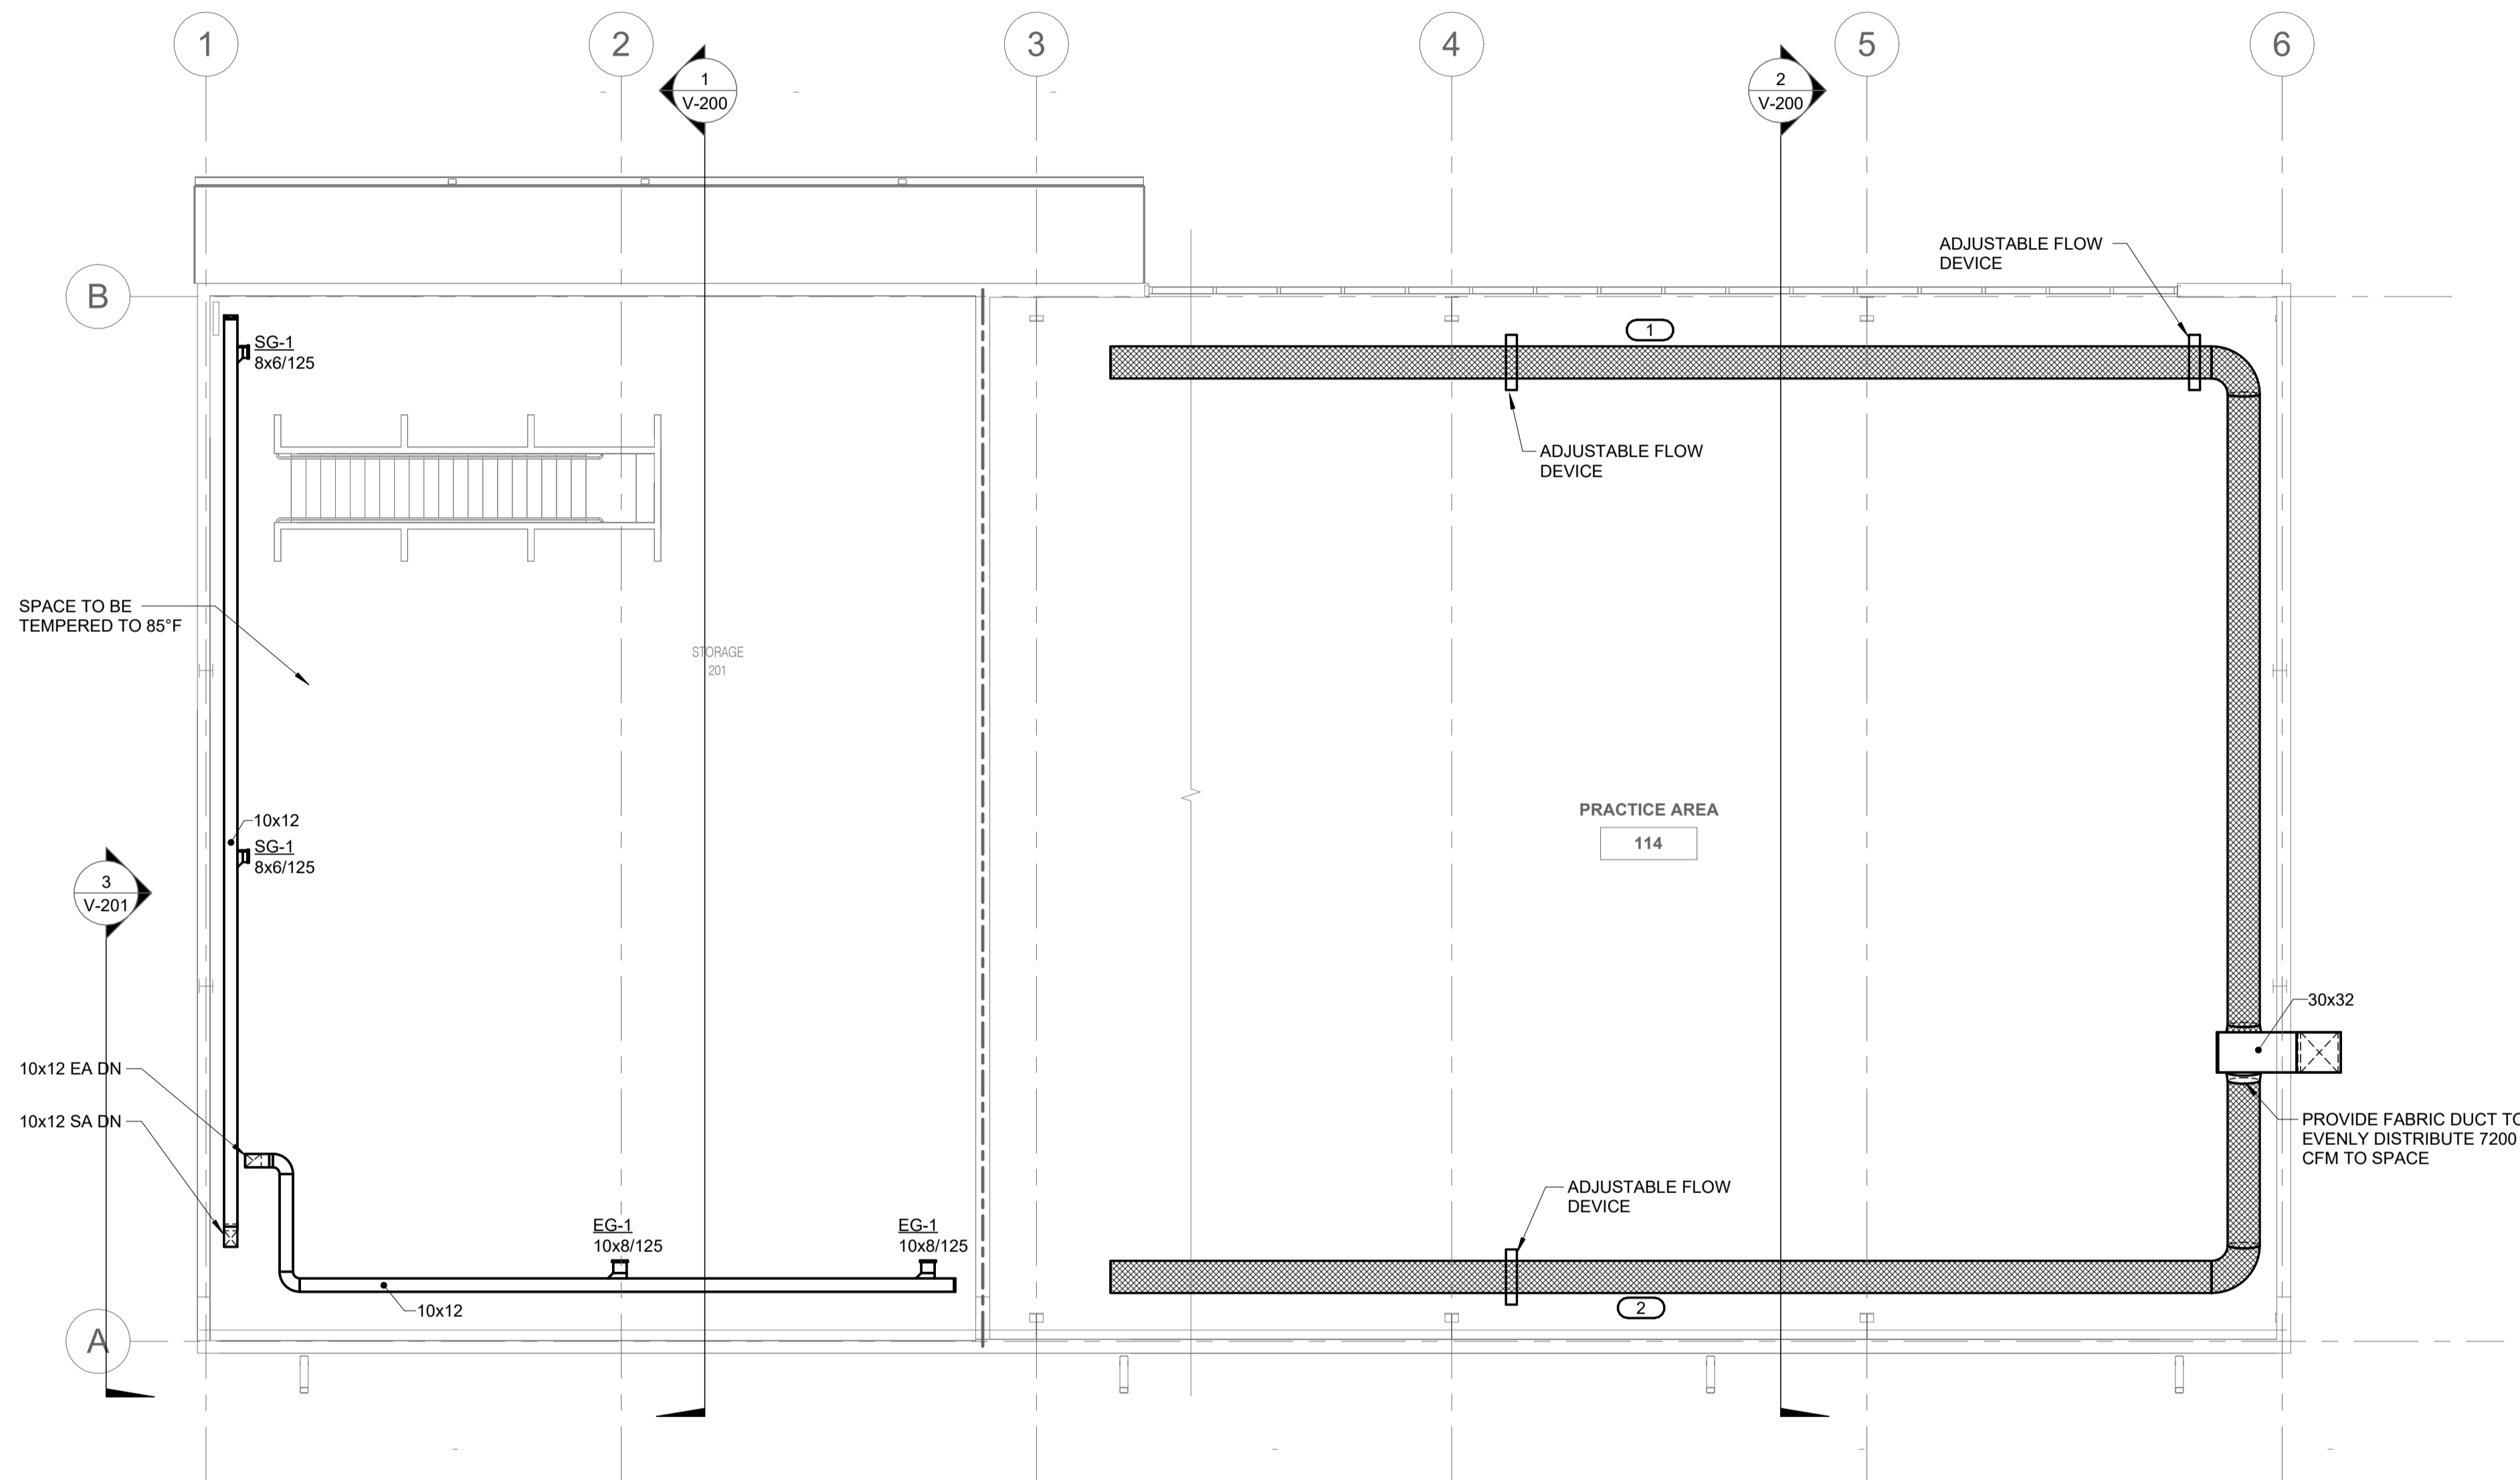 1
2
3
4
5
6
1
V-200
2
V-200
ADJUSTABLE FLOW
DEVICE
B
1
SG-1
8x6/125
ADJUSTABLE FLOW
DEVICE
SPACE TO BE
TEMPERED TO 85°F
STORAGE
201
PRACTICE AREA
114
10x12
SG-1
8x6/125
3
V-201
30x32
10x12 EA DN
10x12 SA DN
PROVIDE FABRIC DUCT TO
EVENLY DISTRIBUTE 7200
CFM TO SPACE
ADJUSTABLE FLOW
DEVICE
EG-1
10x8/125
EG-1
10x8/125
10x12
2
A